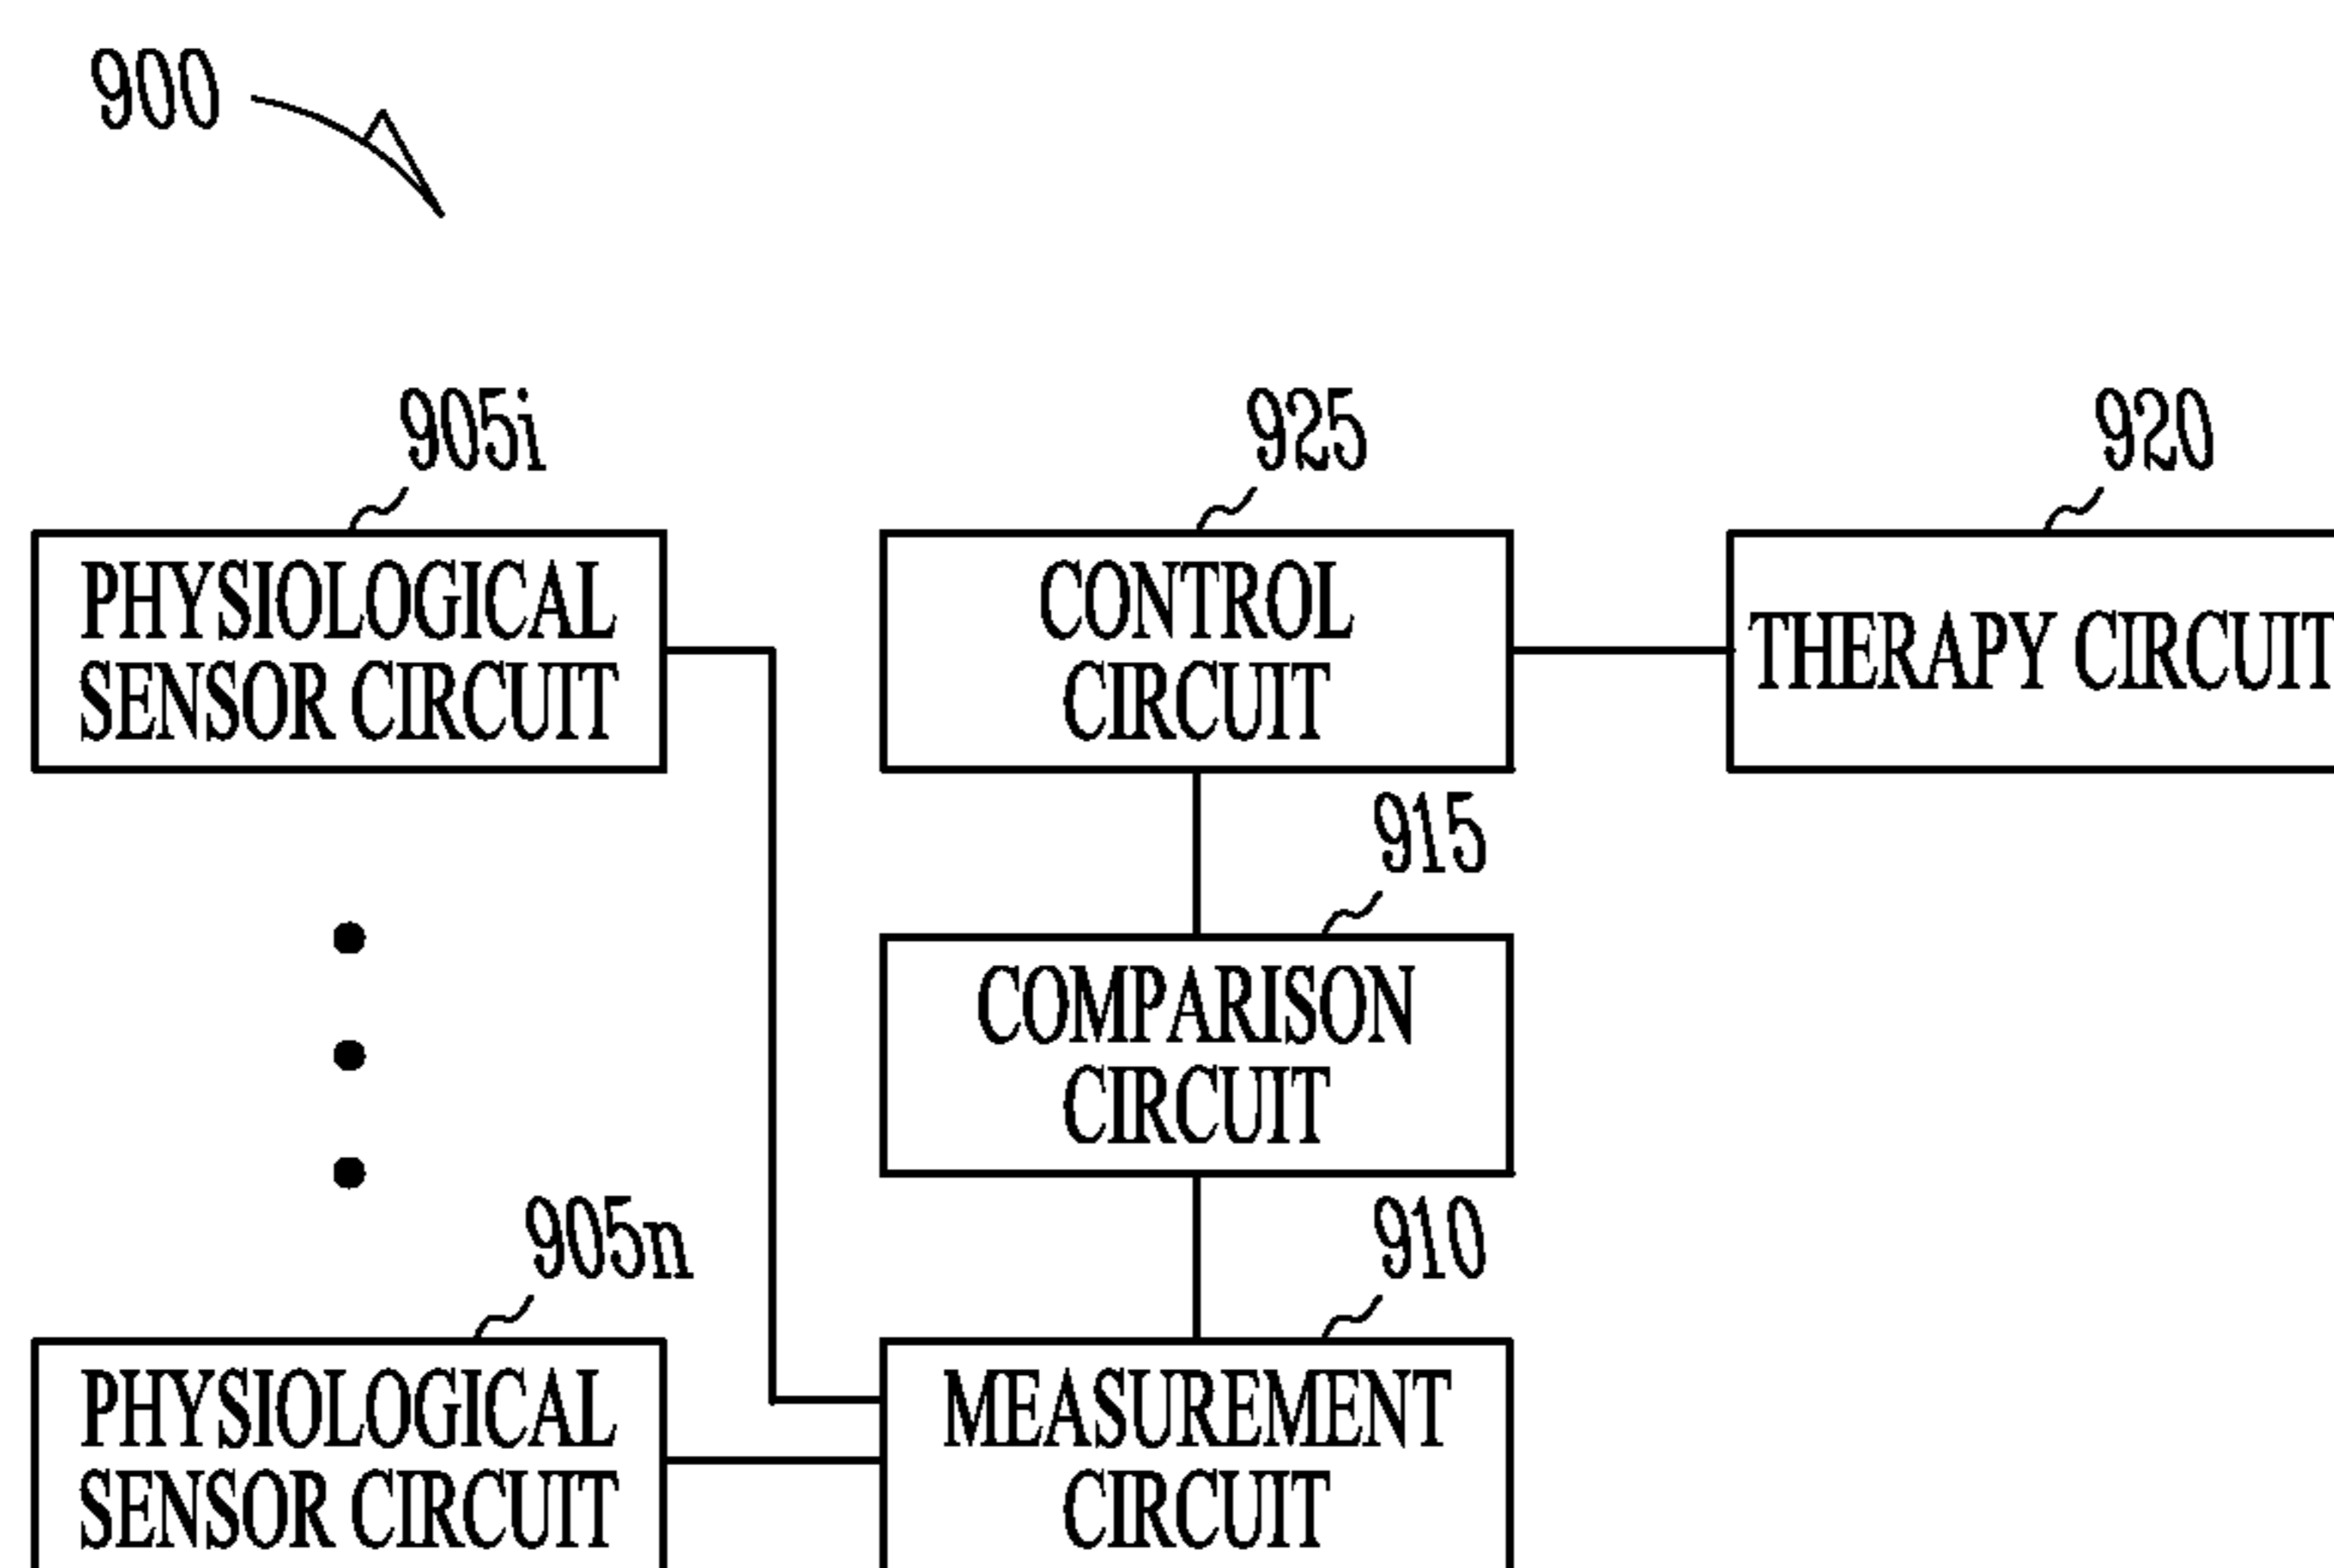 900
905i
925
920
PHYSIOLOGICAL
SENSOR CIRCUIT
CONTROL
CIRCUIT
THERAPY CIRCUIT
915
COMPARISON
CIRCUIT
905n
910
PHYSIOLOGICAL
SENSOR CIRCUIT
MEASUREMENT
CIRCUIT